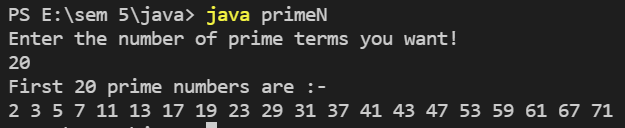 PS E:\sem 5\java> java primeN
Enter the number of prime terms you want!
20
First 20 prime numbers are :-
2 3 5 7 11 13 17 19 23 29 31 37 41 43 47 53 59 61 67 71